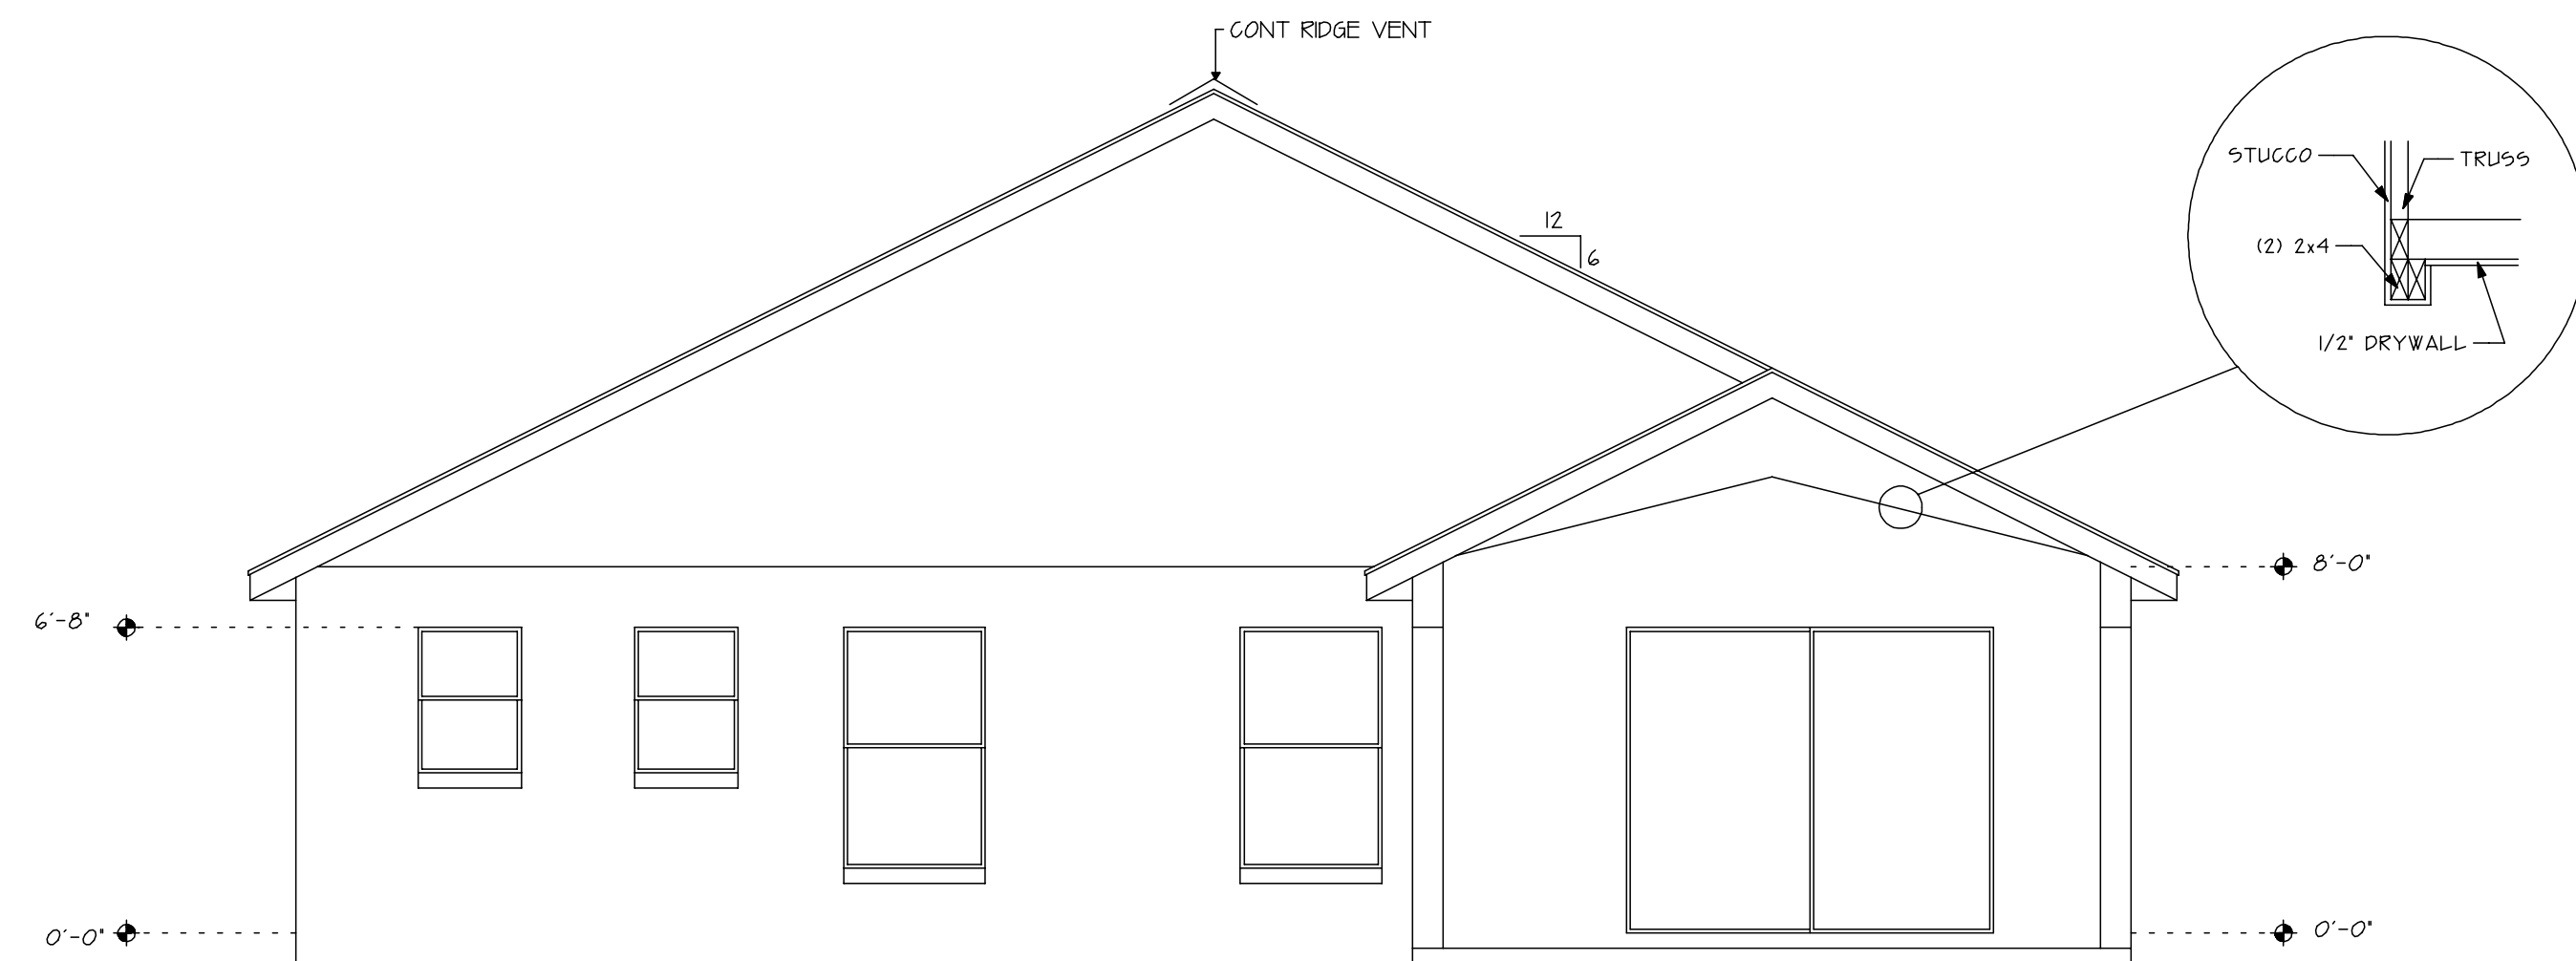 CONT RIDGE VENT
STUCCO
TRUSS
12
6
(2) 2x4
1/2" DRYWALL
8'-0"
6'-8"
0'-0"
0'-0"